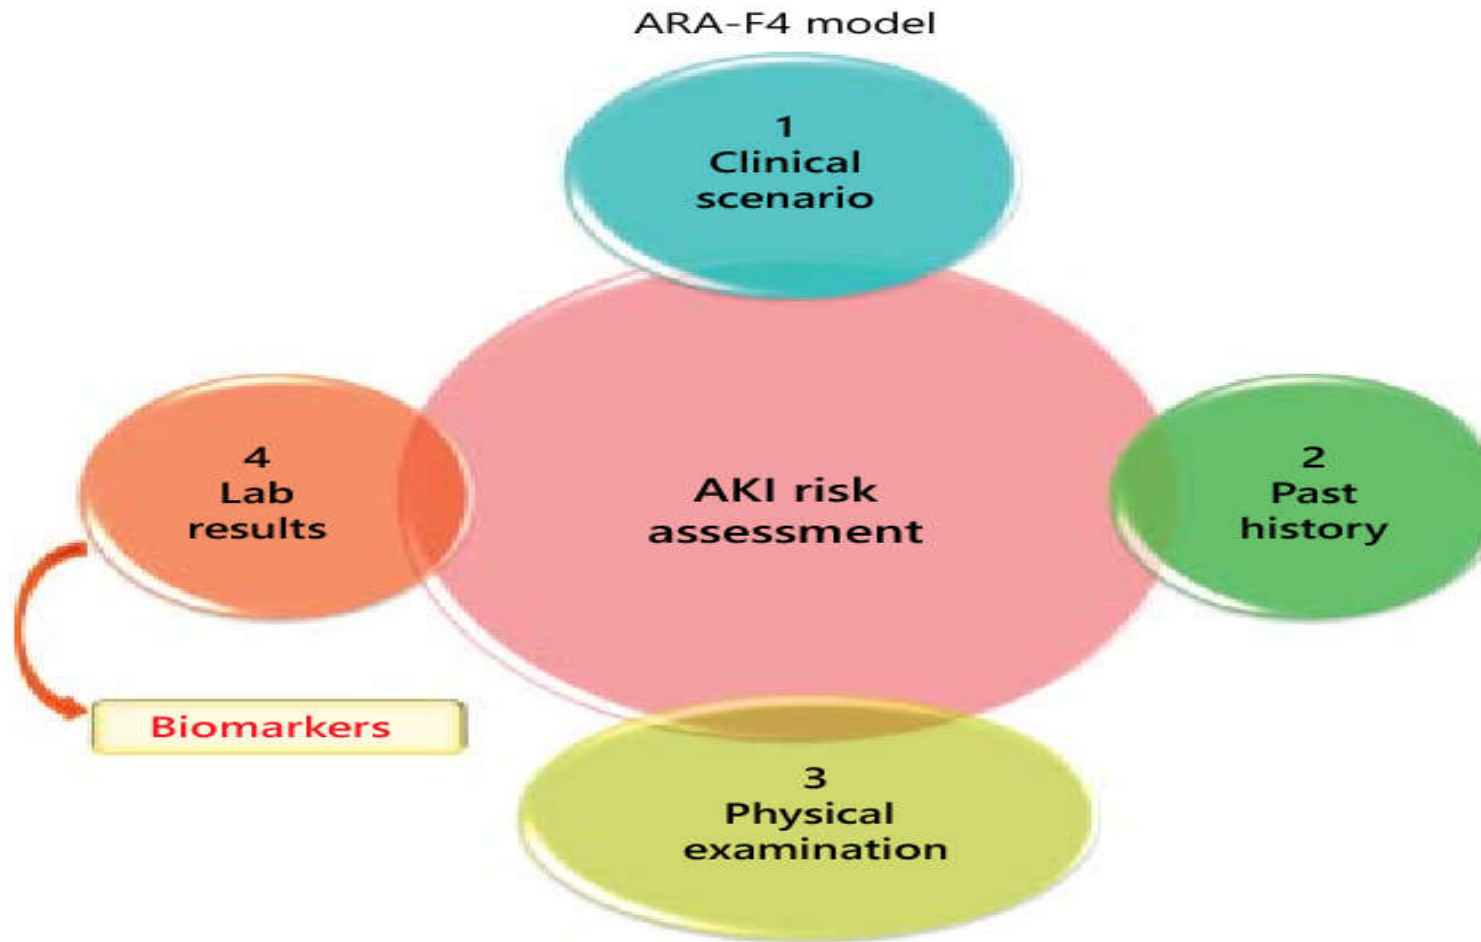 ARA-F4 model
1
Clinical
scenario
4
Lab
results
AKI risk
assessment
2
Past
history
Biomarkers
3
Physical
examination